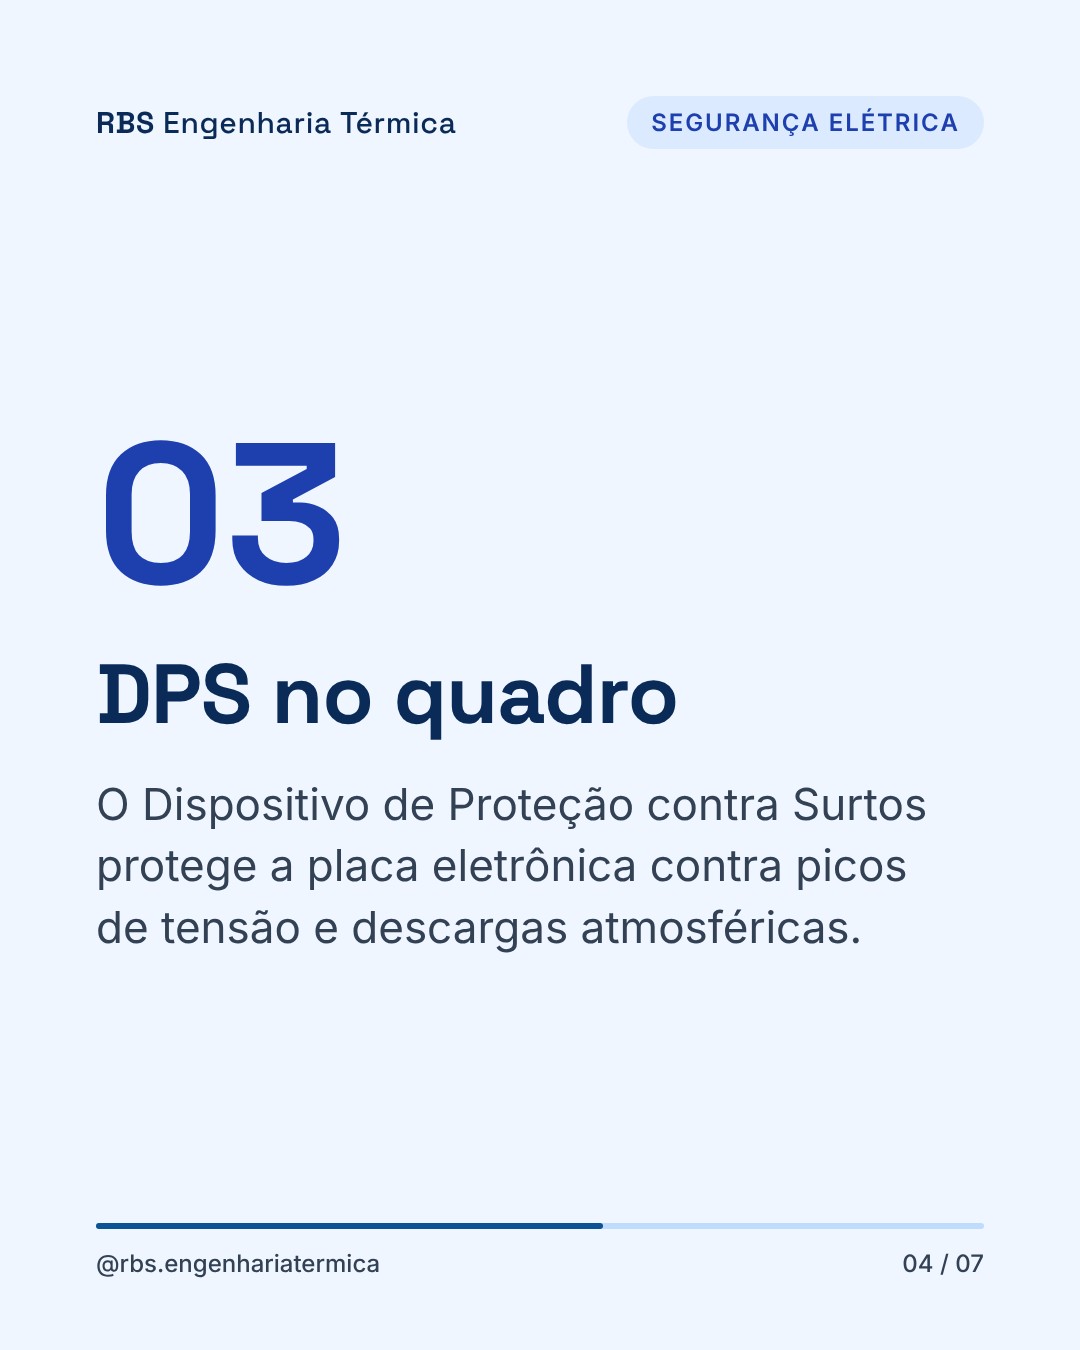 RBS Engenharia Térmica
SEGURANÇA ELÉTRICA
03
DPS no quadro
O Dispositivo de Proteção contra Surtos
protege a placa eletrônica contra picos
de tensão e descargas atmosféricas.
@rbs.engenhariatermica
04 / 07